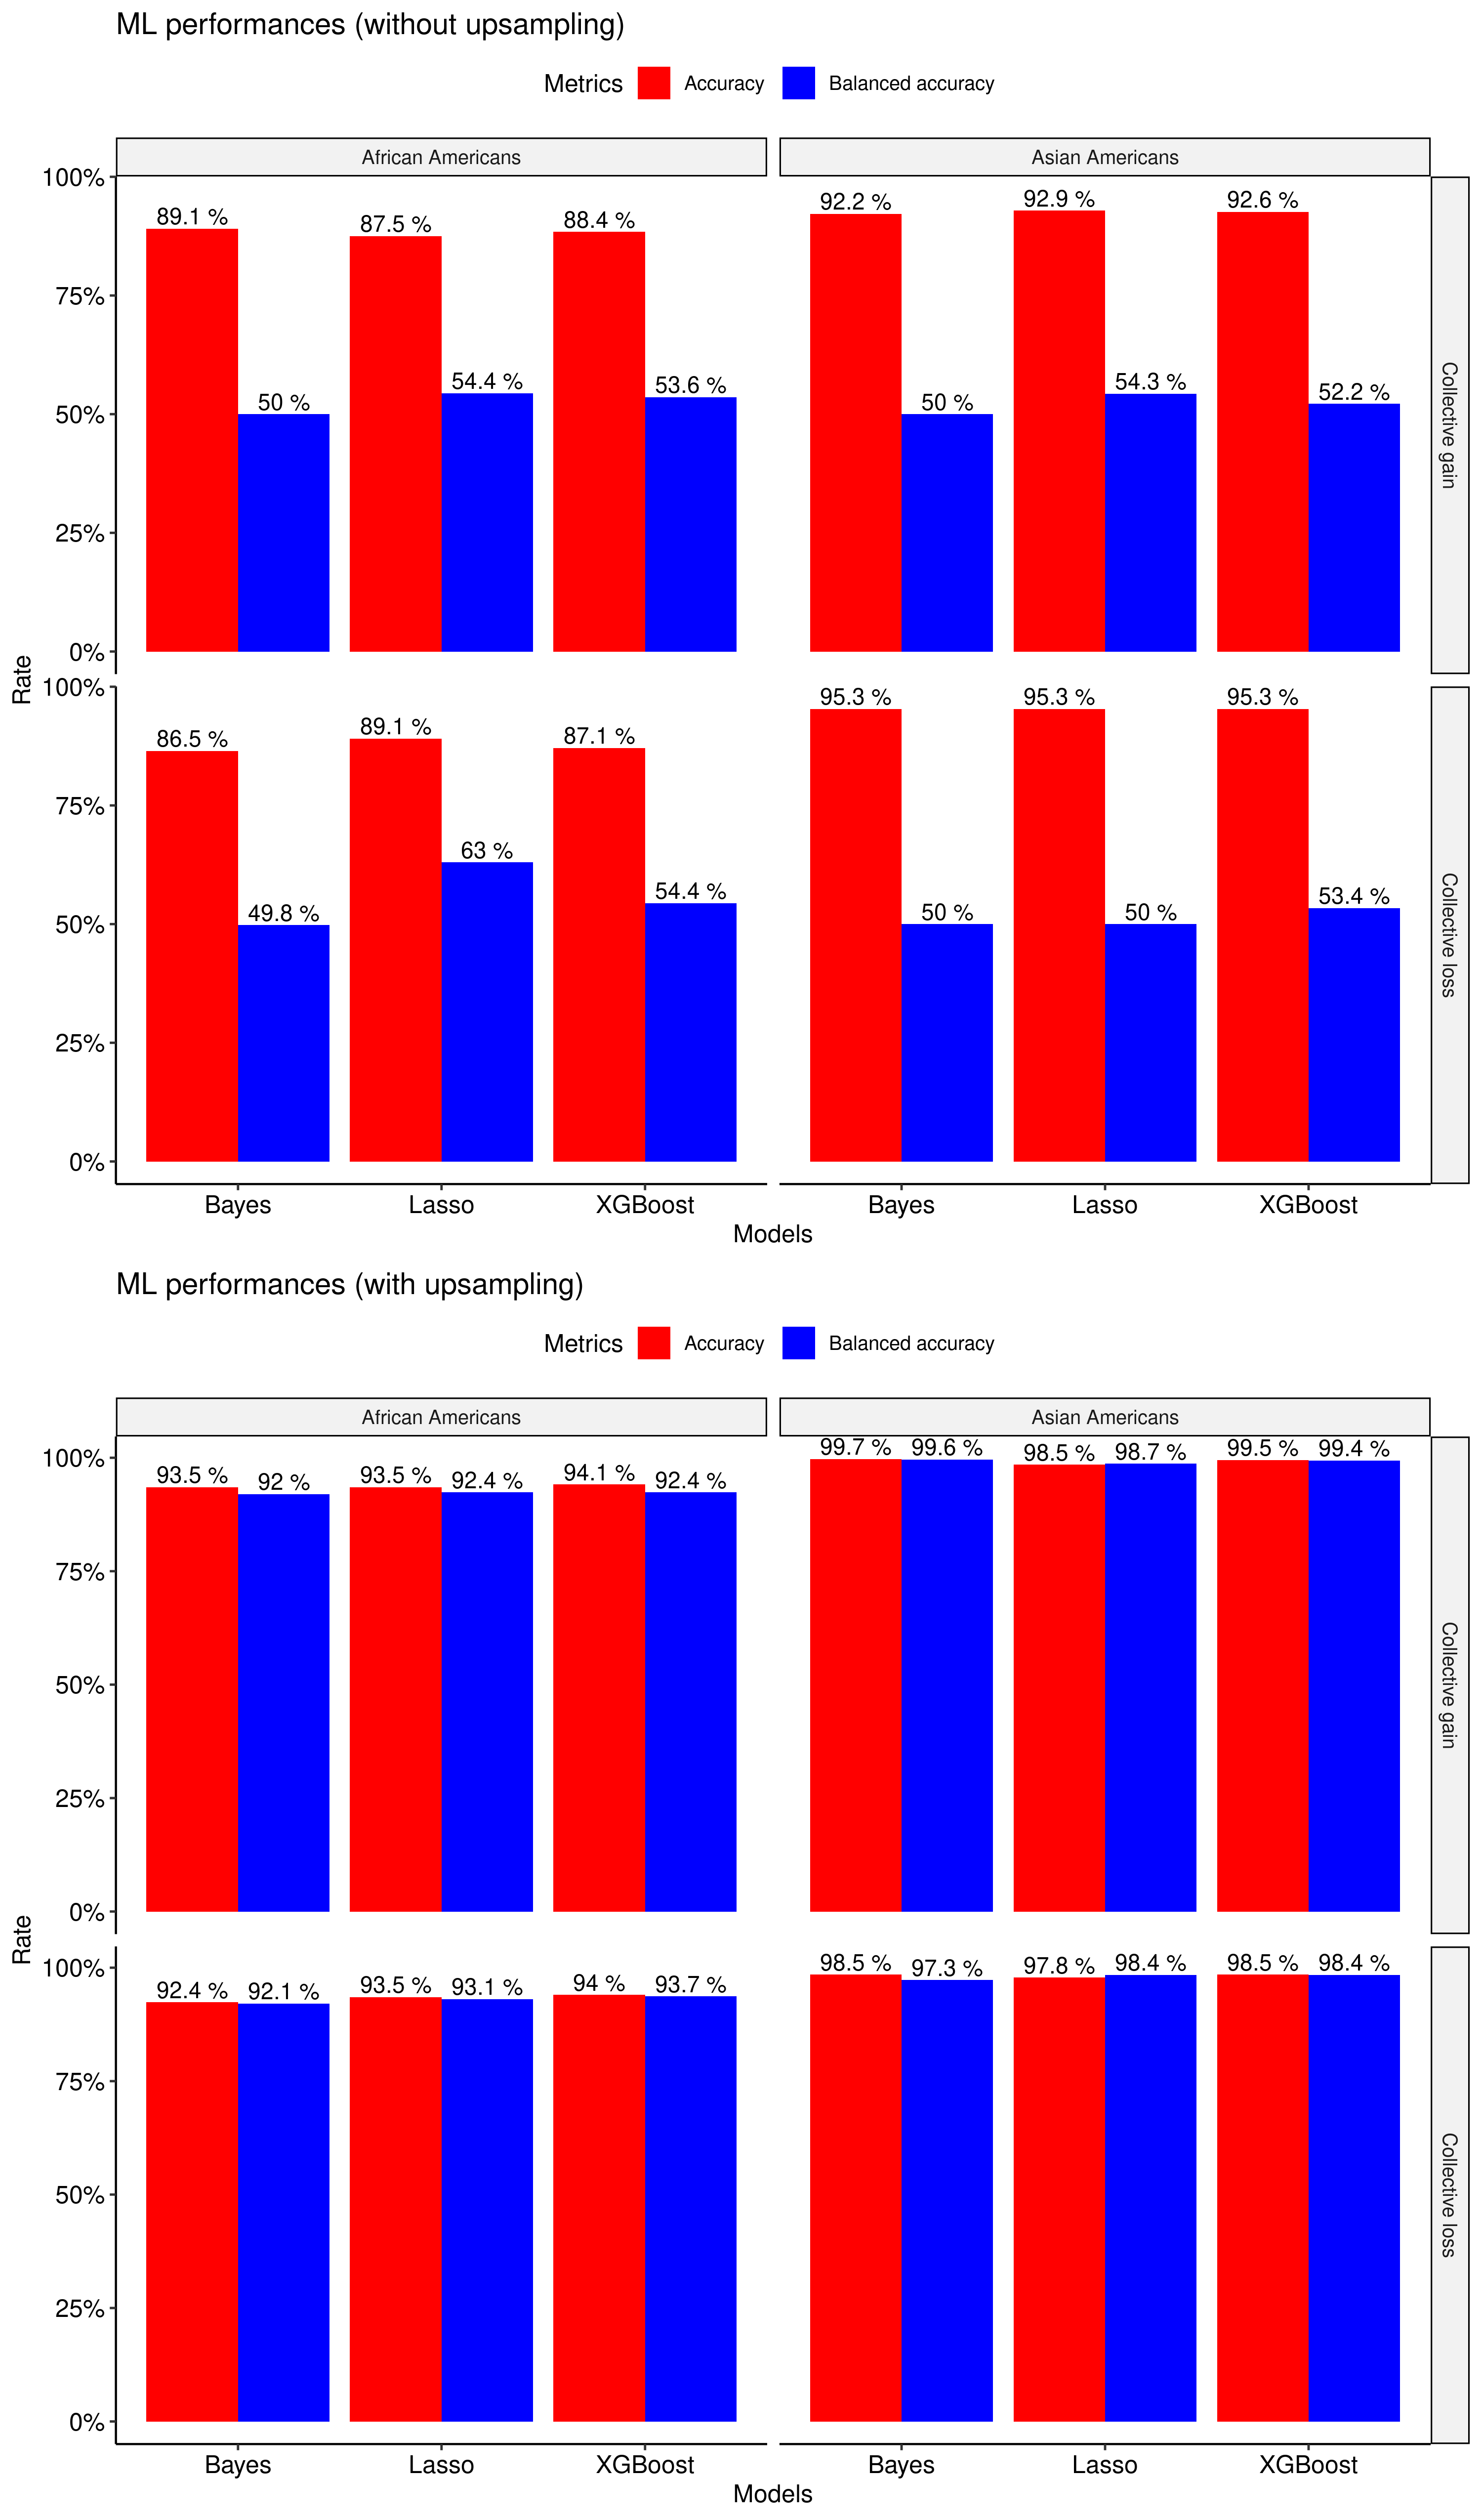 ML performances (without upsampling)
Metrics Accuracy Balanced accuracy
African Americans Asian Americans
100%
89.1 % 87.5 % 88.4 % 92.2 % 92.9 % 92.6 %
75%
54.4 % 53.6 % 54.3 % 52.2 %
50 % 50 %
50%
25%
0%
Collective gain
Rate
100%
86.5 % 89.1 % 87.1 % 95.3 % 95.3 % 95.3 %
75%
63 % 54.4 % 53.4 %
49.8 % 50 % 50 %
50%
25%
0%
Collective loss
Bayes Lasso XGBoost Bayes Lasso XGBoost
Models
ML performances (with upsampling)
Metrics Accuracy Balanced accuracy
African Americans Asian Americans
100%
93.5 % 92 % 93.5 % 92.4 % 94.1 % 92.4 % 99.7 % 99.6 % 98.5 % 98.7 % 99.5 % 99.4 %
75%
50%
25%
0%
Collective gain
Rate
100%
92.4 % 92.1 % 93.5 % 93.1 % 94 % 93.7 % 98.5 % 97.3 % 97.8 % 98.4 % 98.5 % 98.4 %
75%
50%
25%
0%
Collective loss
Bayes Lasso XGBoost Bayes Lasso XGBoost
Models